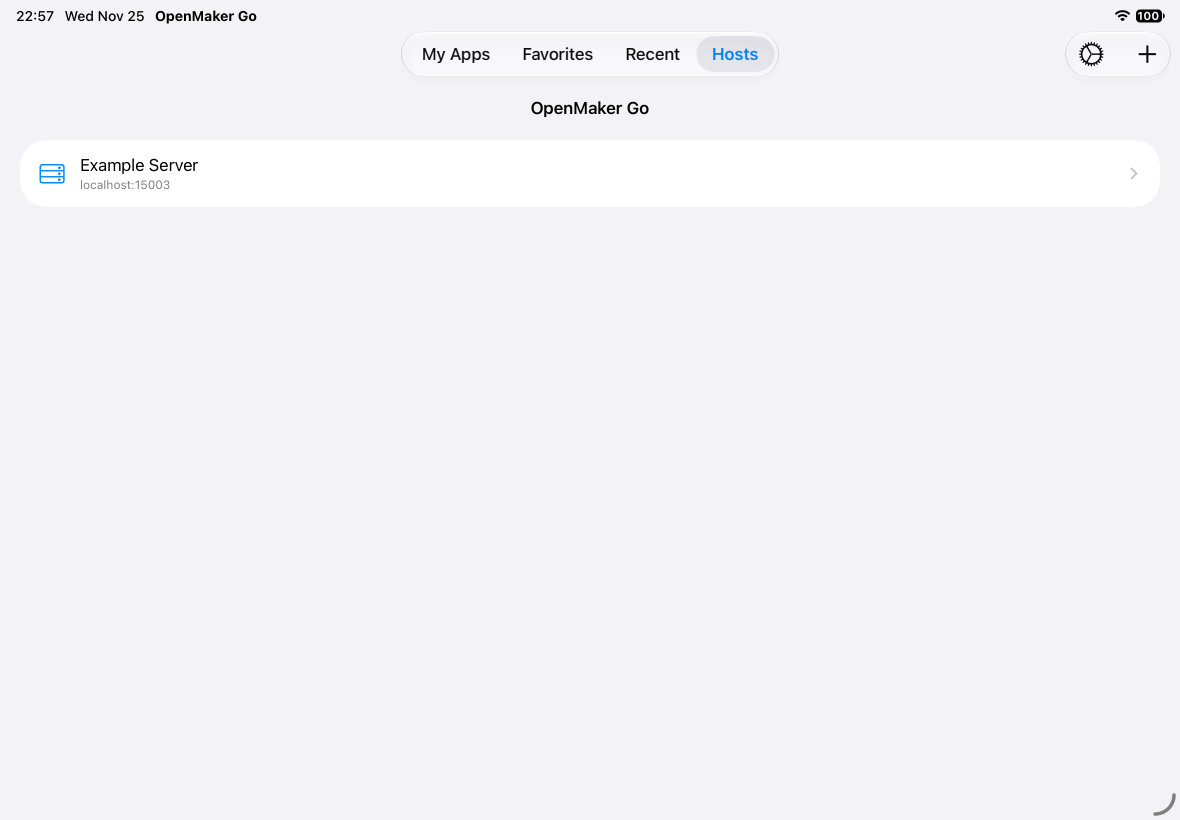 22:57 Wed Nov 25 OpenMaker Go 100
My Apps Favorites Recent Hosts
OpenMaker Go
Example Server
localhost:15003